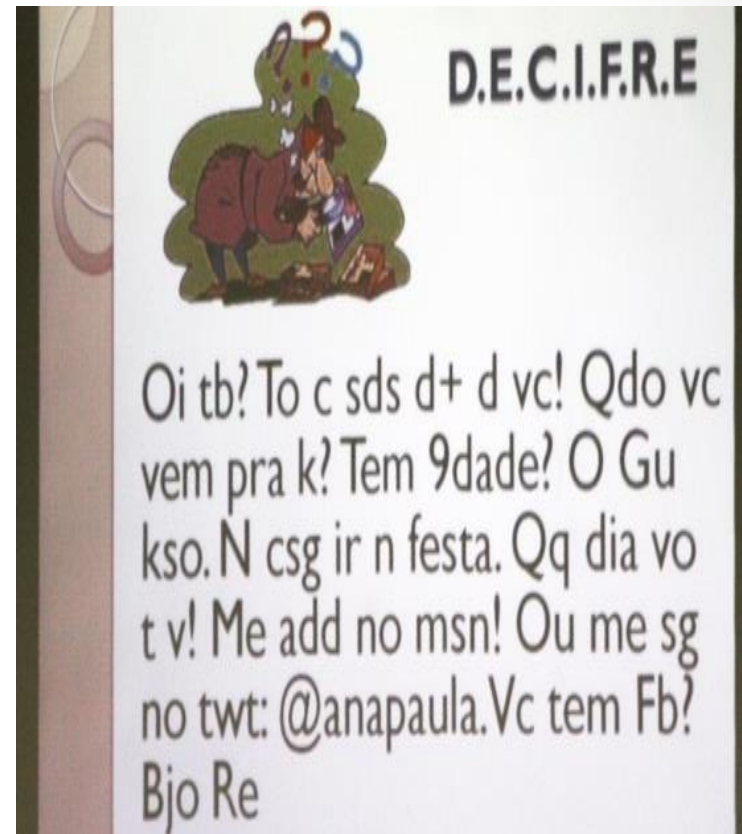 D.E.C.I.F.R.E
Oi tb? To c sds d+ d vc! Qdo vc
vem pra k? Tem 9dade? O Gu
kso. N csg ir n festa. Qq dia vo
t v! Me add no msn! Ou me sg
no twt: @anapaula.Vc tem Fb?
Bjo Re